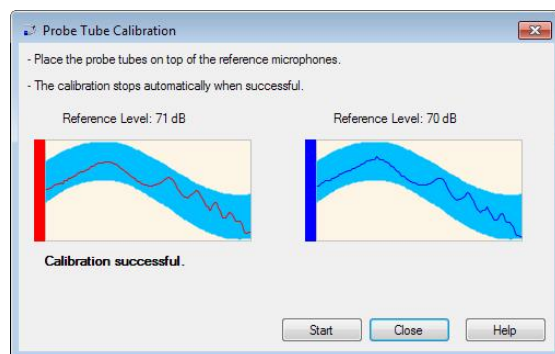 Probe Tube Calibration
- Place the probe tubes on top of the reference microphones.
- The calibration stops automatically when successful.
Reference Level: 71 dB
Reference Level: 70 dB
Calibration successful.
Start
Close
Help